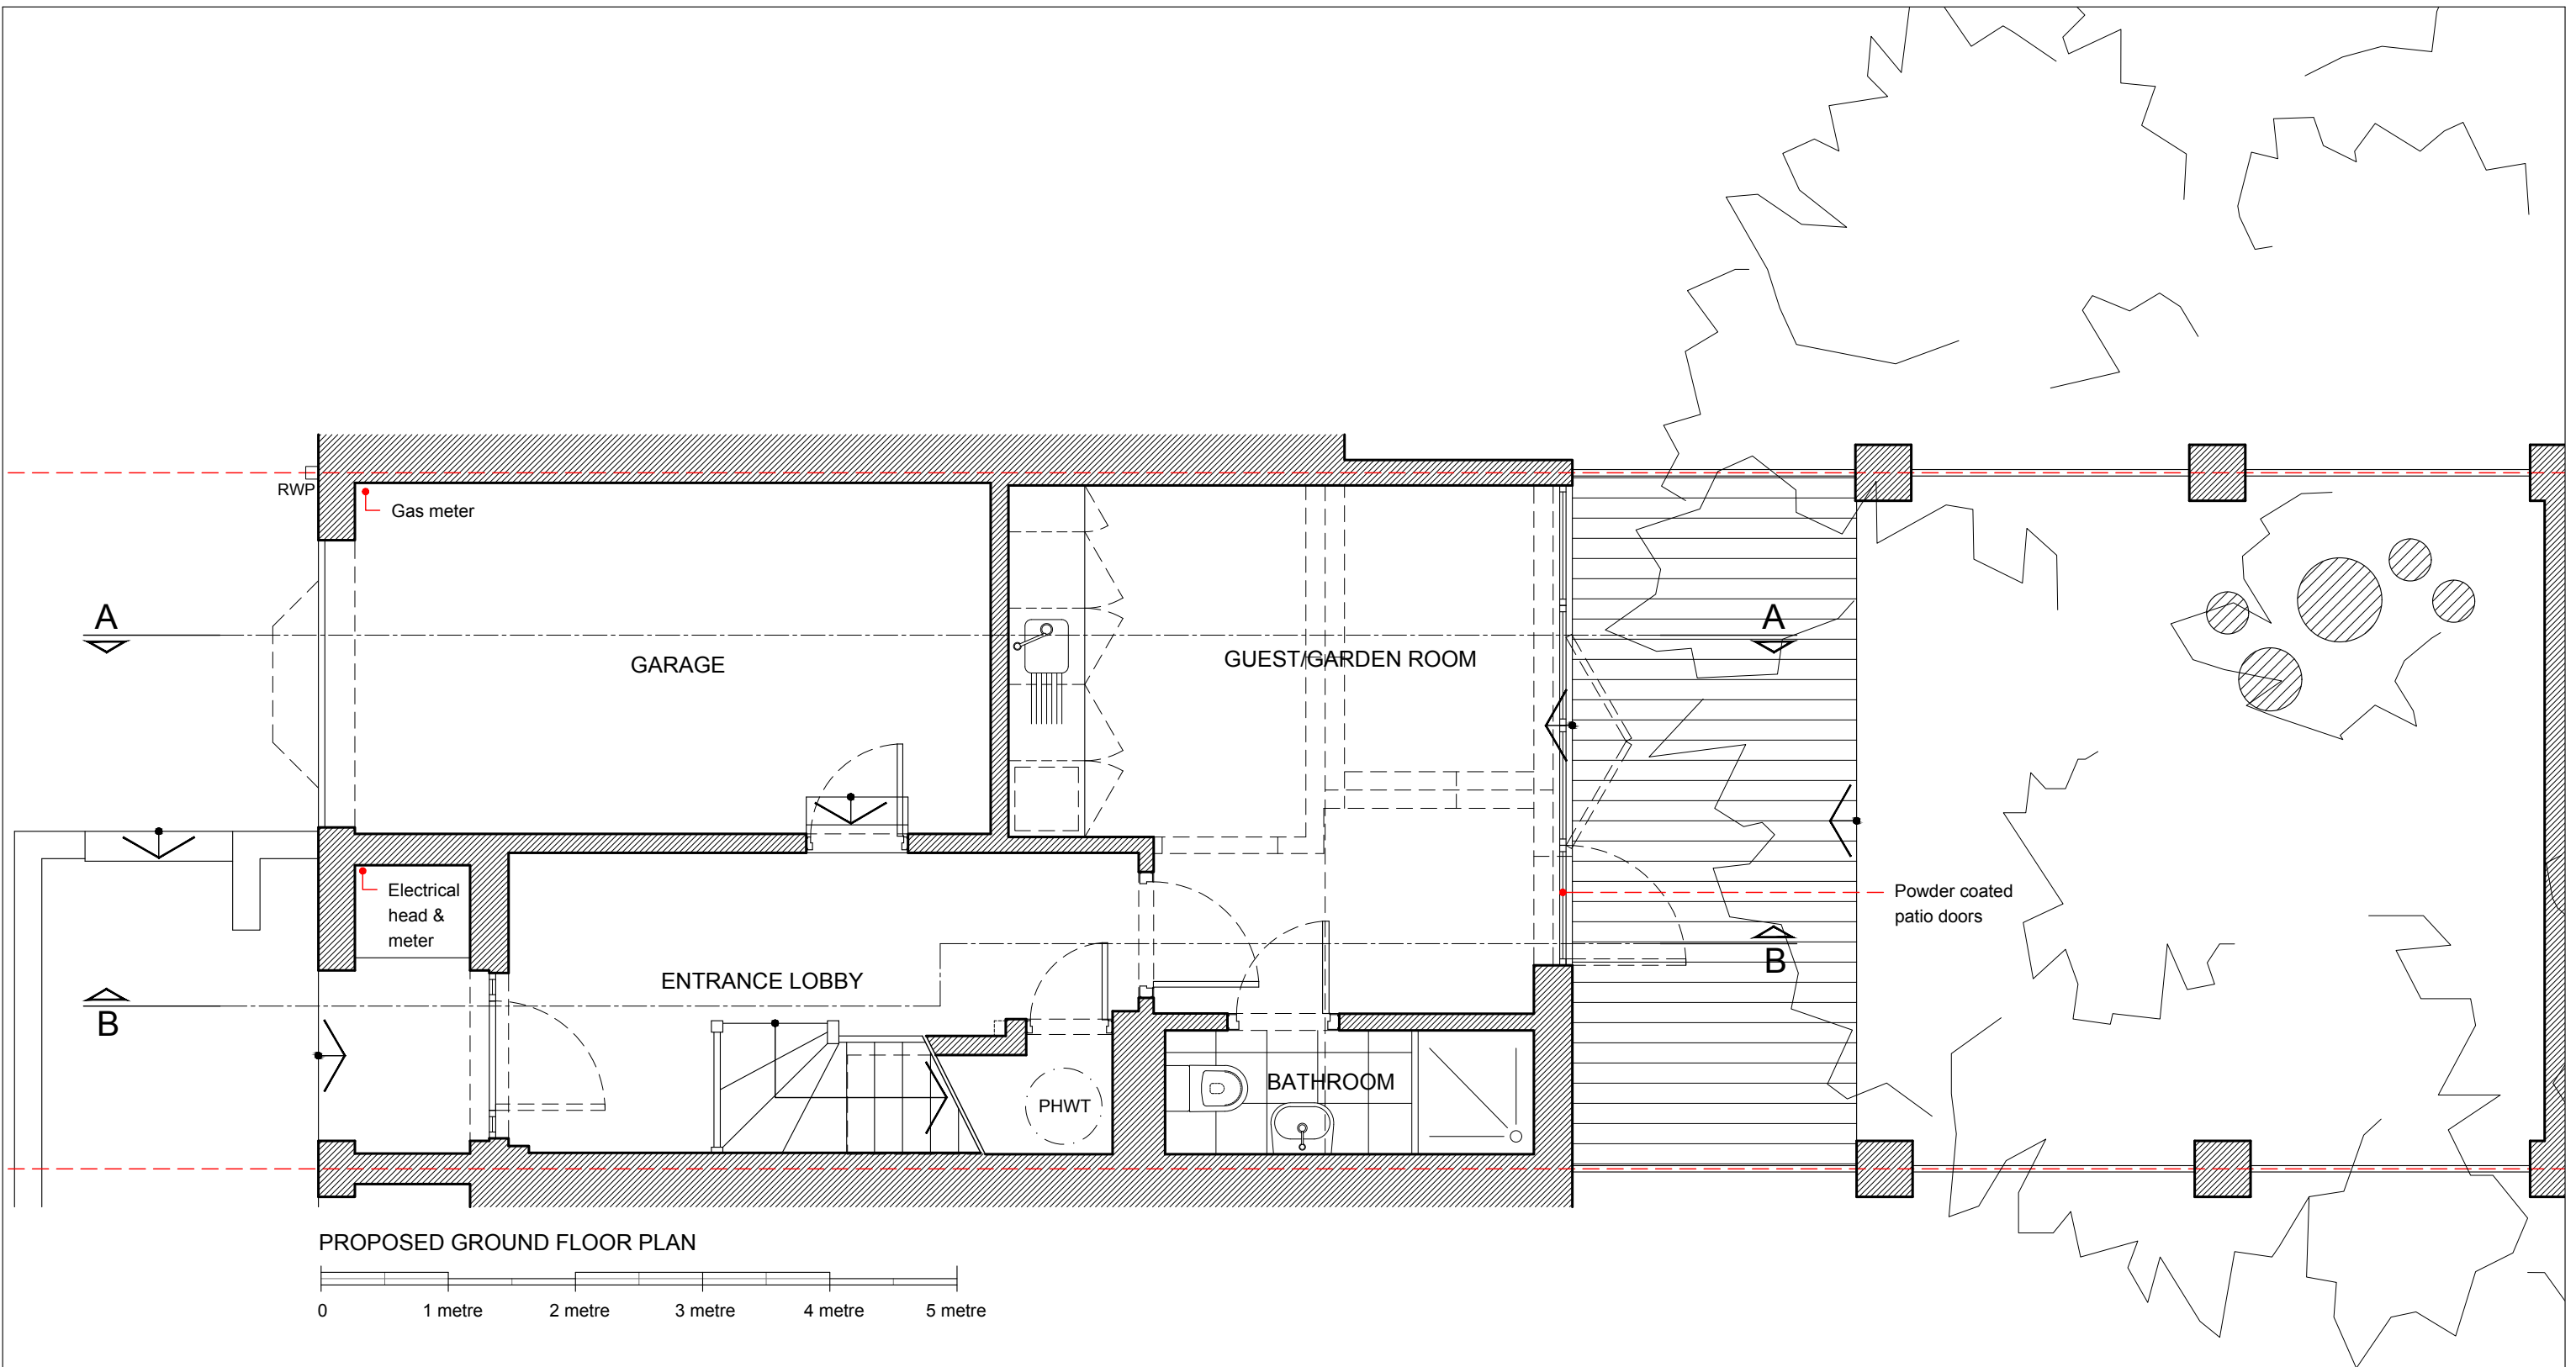 RWP
Gas meter
A
A
GARAGE
GUEST/GARDEN ROOM
Electrical
head &
meter
Powder coated
patio doors
ENTRANCE LOBBY
B
B
BATHROOM
PHWT
PROPOSED GROUND FLOOR PLAN
0
1 metre
2 metre
3 metre
4 metre
5 metre